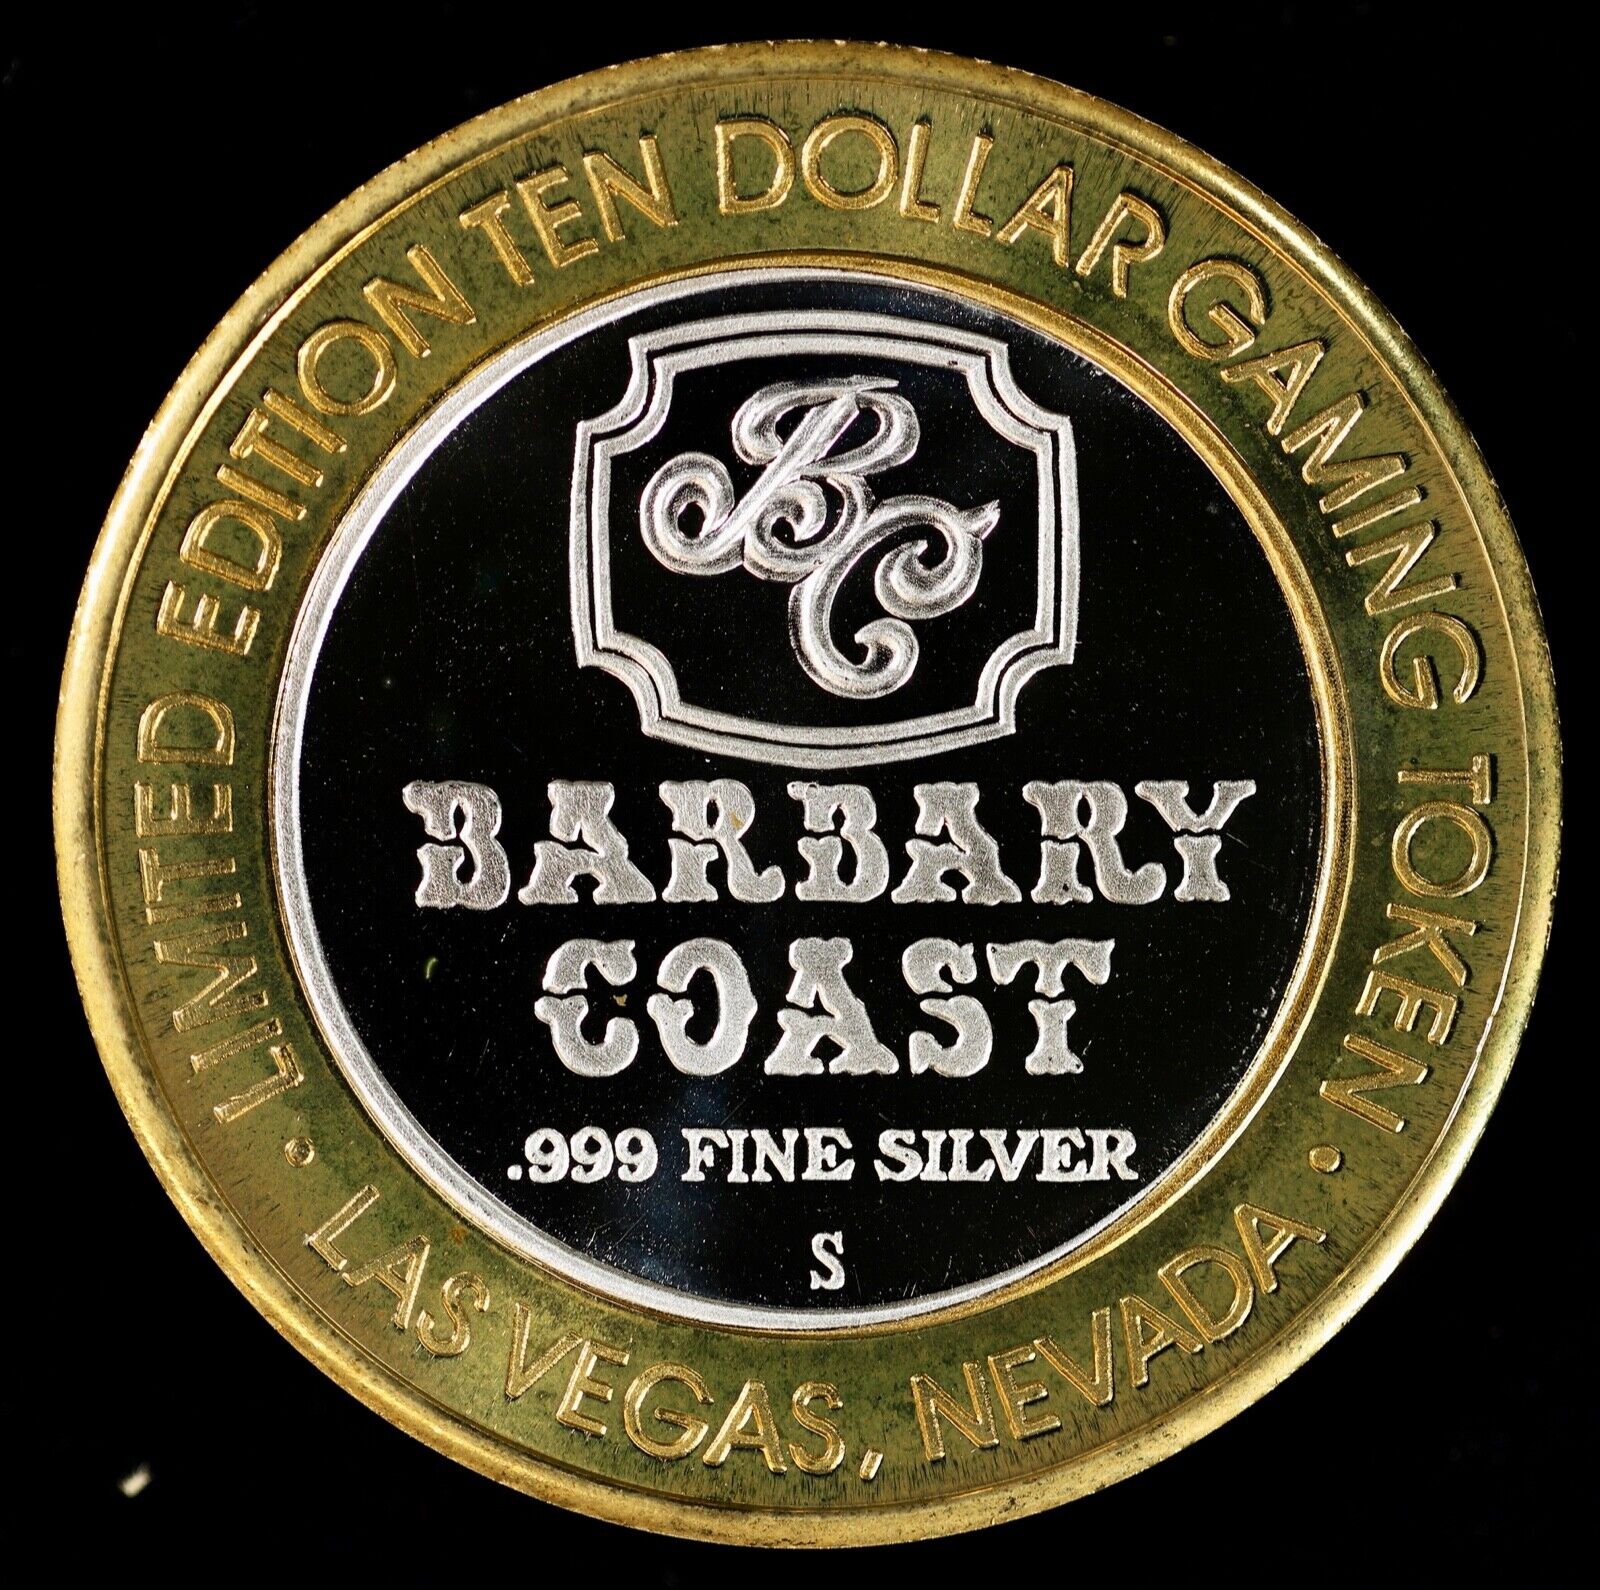 LIMITED EDITION TEN DOLLAR GAMING TOKEN
BC
BARBARY
COAST
.999 FINE SILVER
S
• LAS VEGAS, NEVADA •